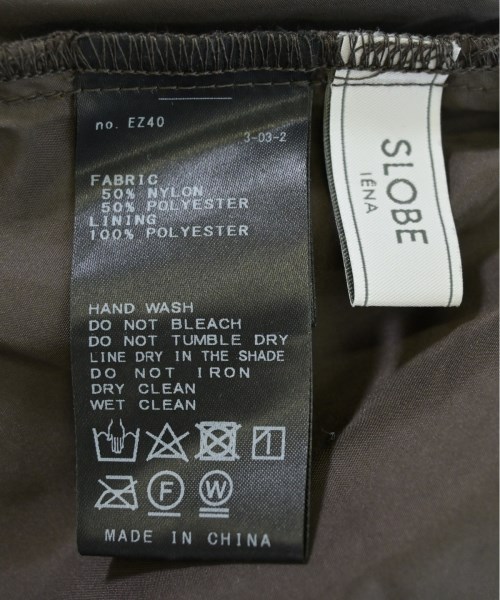 no. EZ40
3-03-2
FABRIC
50% NYLON
50% POLYESTER
LINING
100% POLYESTER
HAND WASH
DO NOT BLEACH
DO NOT TUMBLE DRY
LINE DRY IN THE SHADE
DO NOT IRON
DRY CLEAN
WET CLEAN
F
W
MADE IN CHINA
SLOBE
IÉNA